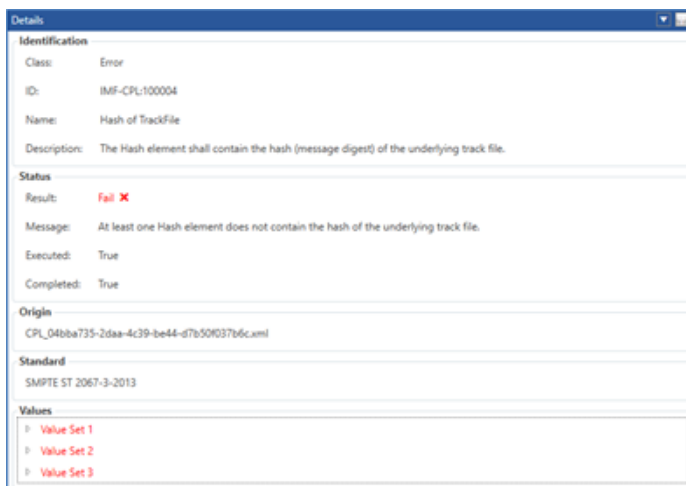 Details
Identification
Class: Error
ID: IMF-CPL:100004
Name: Hash of TrackFile
Description: The Hash element shall contain the hash (message digest) of the underlying track file.
Status
Result: Fail
Message: At least one Hash element does not contain the hash of the underlying track file.
Executed: True
Completed: True
Origin
CPL_04bba735-2daa-4c39-be44-d7b50f037b6c.xml
Standard
SMPTE ST 2067-3-2013
Values
Value Set 1
Value Set 2
Value Set 3